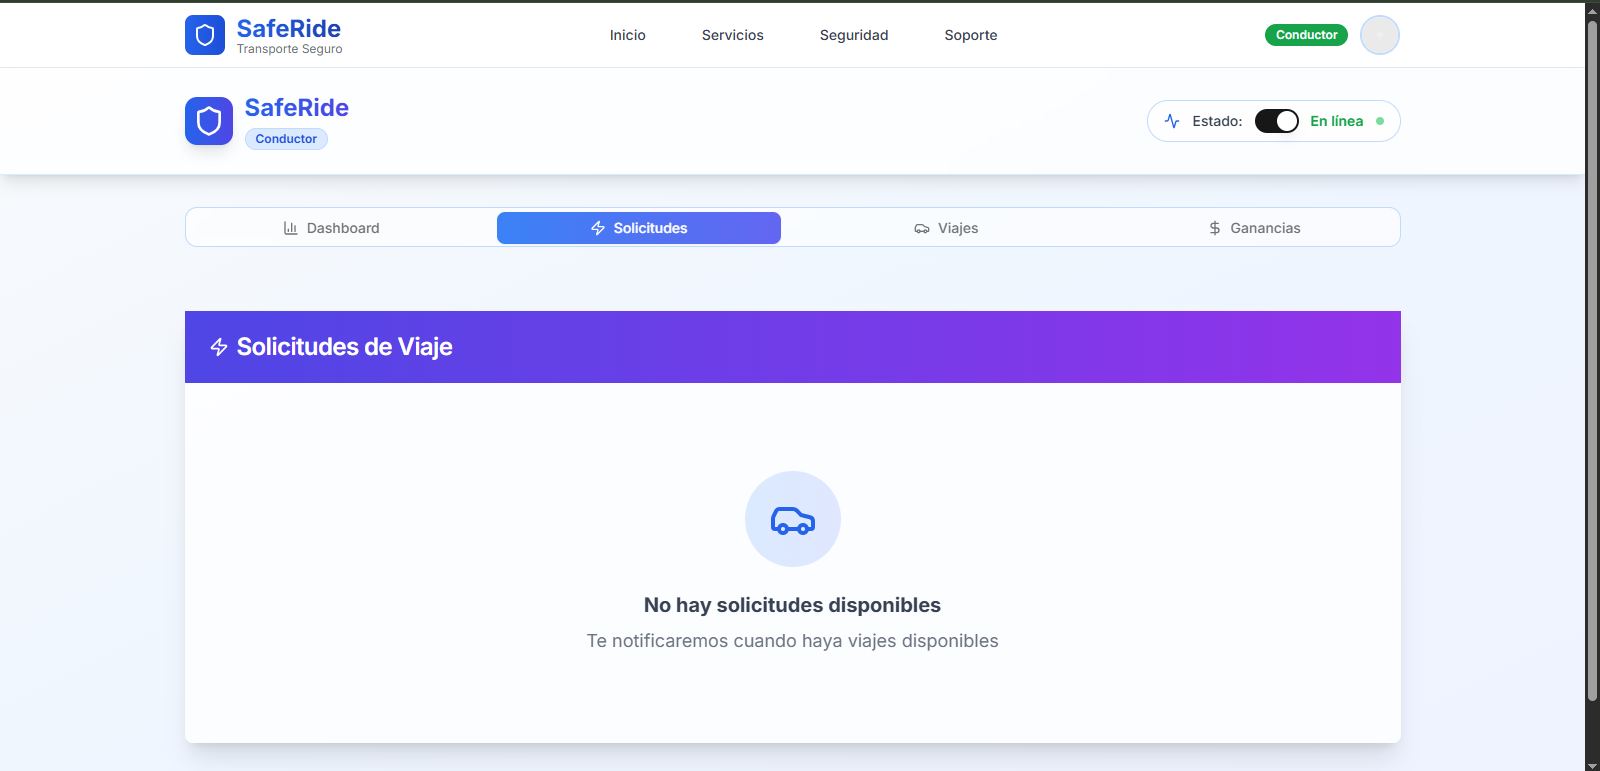 SafeRide
Transporte Seguro
Inicio
Servicios
Seguridad
Soporte
Conductor
SafeRide
Conductor
Estado:
En línea
Dashboard
Solicitudes
Viajes
Ganancias
Solicitudes de Viaje
No hay solicitudes disponibles
Te notificaremos cuando haya viajes disponibles